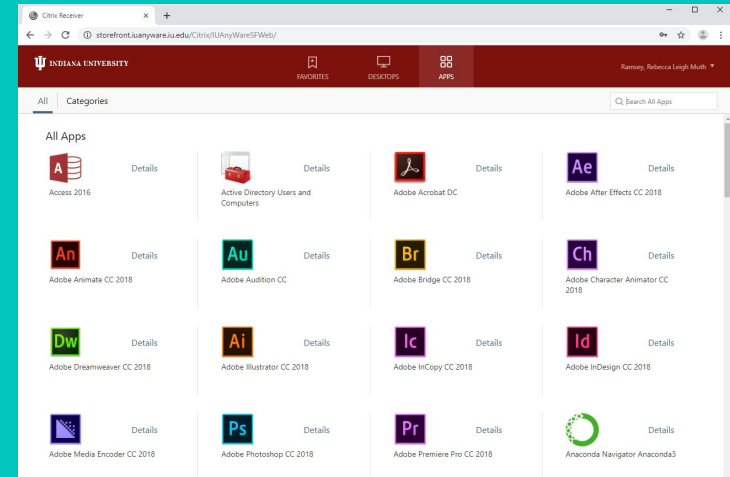 Citrix Receiver
storefront.iuanyware.iu.edu/Citrix/IUAnyWareSFWeb/
INDIANA UNIVERSITY
FAVORITES
DESKTOPS
APPS
Ramsey, Rebecca Leigh Muth
All
Categories
Search All Apps
All Apps
A
Details
Access 2016
Details
Active Directory Users and
Computers
Details
Adobe Acrobat DC
Ae
Details
Adobe After Effects CC 2018
An
Details
Adobe Animate CC 2018
Au
Details
Adobe Audition CC
Br
Details
Adobe Bridge CC 2018
Ch
Details
Adobe Character Animator CC
2018
Dw
Details
Adobe Dreamweaver CC 2018
Ai
Details
Adobe Illustrator CC 2018
Ic
Details
Adobe InCopy CC 2018
Id
Details
Adobe InDesign CC 2018
Details
Adobe Media Encoder CC 2018
Ps
Details
Adobe Photoshop CC 2018
Pr
Details
Adobe Premiere Pro CC 2018
Details
Anaconda Navigator Anaconda3